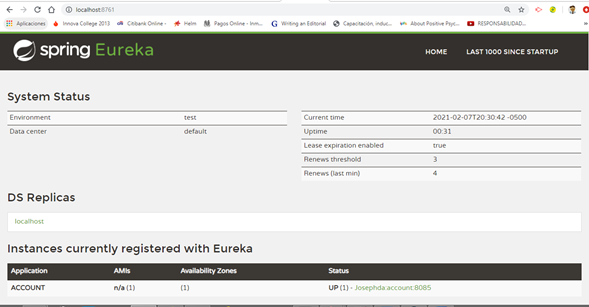 localhost:8761
Aplicaciones Innova College 2013 Citibank Online - Helm Pagos Online - Inm... Writing an Editorial Capacitación, induc... About Positive Psyc... RESPONSABILIDAD...
spring Eureka HOME LAST 1000 SINCE STARTUP
System Status
Environment test Current time 2021-02-07T20:30:42 -0500
Data center default Uptime 00:31
Lease expiration enabled true
Renews threshold 3
Renews (last min) 4
DS Replicas
localhost
Instances currently registered with Eureka
Application AMIs Availability Zones Status
ACCOUNT n/a (1) (1) UP (1) - Josephda:account:8085